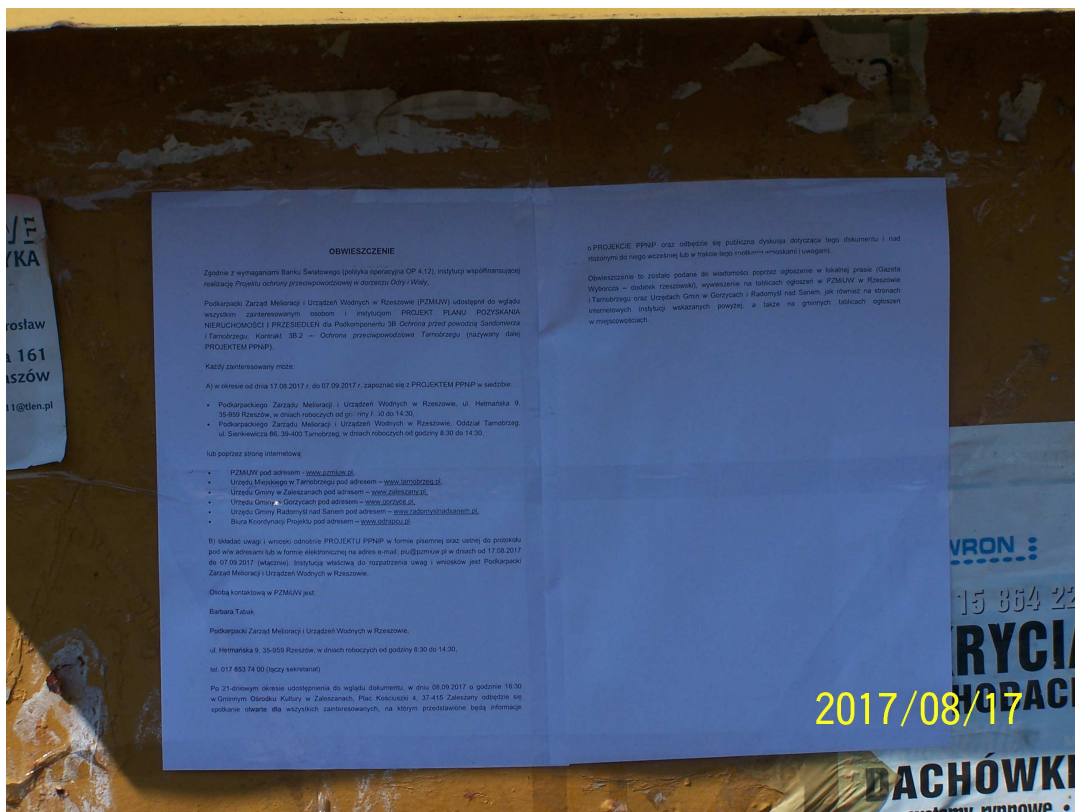 OBWIESZCZENIE
Zgodnie z wymaganiami Banku Światowego (polityka operacyjna OP 4.12), instytucji współfinansującej
realizację Projektu ochrony przeciwpowodziowej w dorzeczu Odry i Wisły,
Podkarpacki Zarząd Melioracji i Urządzeń Wodnych w Rzeszowie (PZMiUW) udostępnił do wglądu
wszystkim zainteresowanym osobom i instytucjom PROJEKT PLANU POZYSKANIA
NIERUCHOMOŚCI I PRZESIEDLEŃ dla Podkomponentu 3B Ochrona przed powodzią Sandomierza
i Tarnobrzegu, Kontrakt 3B.2 – Ochrona przeciwpowodziowa Tarnobrzegu (nazywany dalej
PROJEKTEM PPNiP).
Każdy zainteresowany może:
A) w okresie od dnia 17.08.2017 r. do 07.09.2017 r. zapoznać się z PROJEKTEM PPNiP w siedzibie:
• Podkarpackiego Zarządu Melioracji i Urządzeń Wodnych w Rzeszowie, ul. Hetmańska 9,
35-959 Rzeszów, w dniach roboczych od do 14:30,
• Podkarpackiego Zarządu Melioracji i Urządzeń Wodnych w Rzeszowie, Oddział Tarnobrzeg,
ul. Sienkiewicza 86, 39-400 Tarnobrzeg, w dniach roboczych od godziny 8:30 do 14:30,
lub poprzez stronę internetową
• PZMiUW pod adresem - www.pzmiuw.pl,
• Urzędu Miejskiego w Tarnobrzegu pod adresem – www.tarnobrzeg.pl,
• Urzędu Gminy w Zaleszanach pod adresem – www.zaleszany.pl,
• Urzędu Gminy Gorzycach pod adresem – www.gorzyce.pl,
• Urzędu Gminy Radomyśl nad Sanem pod adresem – www.radomyslnadsanem.pl,
• Biura Koordynacji Projektu pod adresem – www.odrapcu.pl
B) składać uwagi i wnioski odnośnie PROJEKTU PPNiP w formie pisemnej oraz ustnej do protokołu
pod w/w adresami lub w formie elektronicznej na adres e-mail: piu@pzmiuw.pl w dniach od 17.08.2017
do 07.09.2017 (włącznie). Instytucją właściwą do rozpatrzenia uwag i wniosków jest Podkarpacki
Zarząd Melioracji i Urządzeń Wodnych w Rzeszowie.
Osobą kontaktową w PZMiUW jest:
Barbara Tabak
Podkarpacki Zarząd Melioracji i Urządzeń Wodnych w Rzeszowie,
ul. Hetmańska 9, 35-959 Rzeszów, w dniach roboczych od godziny 8:30 do 14:30,
tel. 017 853 74 00 (łączy sekretariat)
Po 21-dniowym okresie udostępnienia do wglądu dokumentu, w dniu 08.09.2017 o godzinie 16:30
w Gminnym Ośrodku Kultury w Zaleszanach, Plac Kościuszki 4, 37-415 Zaleszany odbędzie się
spotkanie otwarte dla wszystkich zainteresowanych, na którym przedstawione będą informacje
o PROJEKCIE PPNiP oraz odbędzie się publiczna dyskusja dotycząca tego dokumentu i nad
złożonymi do niego wcześniej lub w trakcie tego spotkania wnioskami i uwagami.
Obwieszczenie to zostało podane do wiadomości poprzez ogłoszenie w lokalnej prasie (Gazeta
Wyborcza – dodatek rzeszowski), wywieszenie na tablicach ogłoszeń w PZMiUW w Rzeszowie
i Tarnobrzegu oraz Urzędach Gmin w Gorzycach i Radomyśl nad Sanem, jak również na stronach
internetowych instytucji wskazanych powyżej, a także na gminnych tablicach ogłoszeń
w miejscowościach.
YKA
rosław
a 161
aszów
11@tlen.pl
WRON
15 864 22
KRYCIA
HOBACH
DACHÓWKI
systemy rynnowe •
2017/08/17